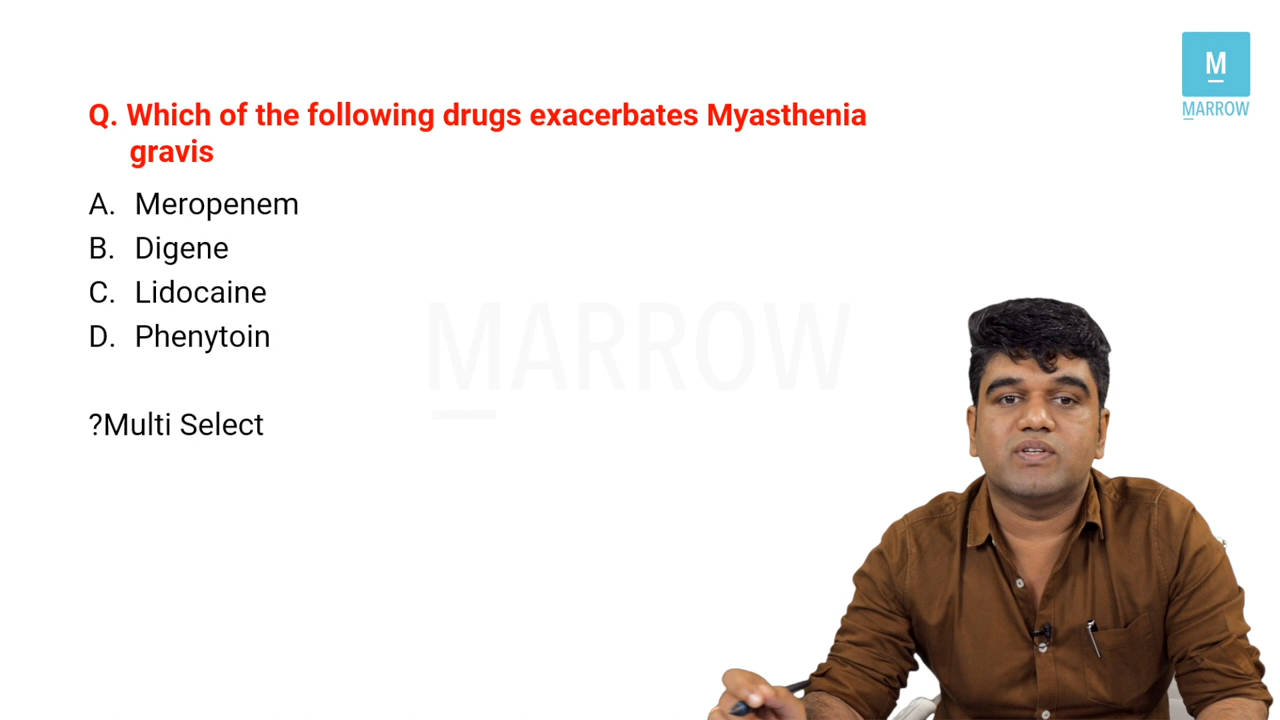 M
MARROW
Q. Which of the following drugs exacerbates Myasthenia
gravis
A. Meropenem
B. Digene
C. Lidocaine
D. Phenytoin
MARROW
?Multi Select